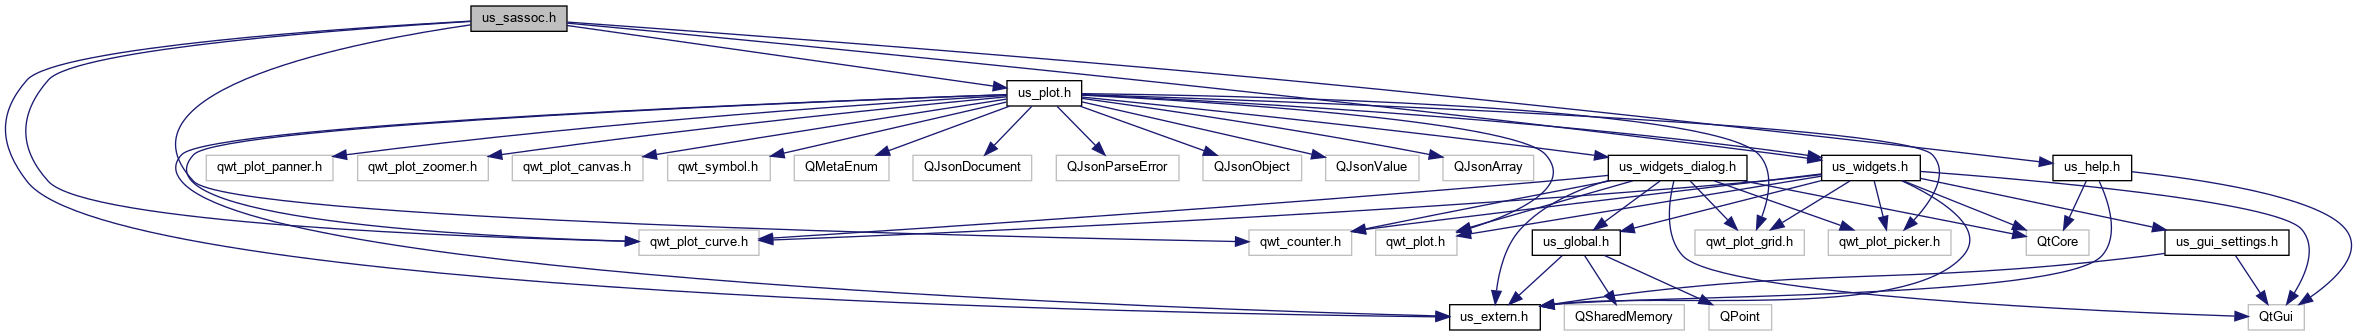 us_sassoc.h
us_plot.h
qwt_plot_panner.h
qwt_plot_zoomer.h
qwt_plot_canvas.h
qwt_symbol.h
QMetaEnum
QJsonDocument
QJsonParseError
QJsonObject
QJsonValue
QJsonArray
us_widgets_dialog.h
us_widgets.h
us_help.h
qwt_plot_curve.h
qwt_counter.h
qwt_plot.h
us_global.h
qwt_plot_grid.h
qwt_plot_picker.h
QtCore
us_gui_settings.h
us_extern.h
QSharedMemory
QPoint
QtGui